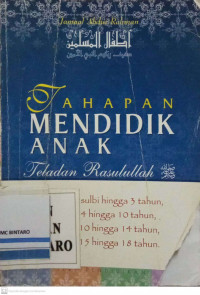 Jamaal 'Abdur Rahman
أطفال المسلمين
TAHAPAN
MENDIDIK
ANAK
Teladan Rasulullah ﷺ
sulbi hingga 3 tahun,
4 hingga 10 tahun,
10 hingga 14 tahun,
15 hingga 18 tahun.
MC BINTARO